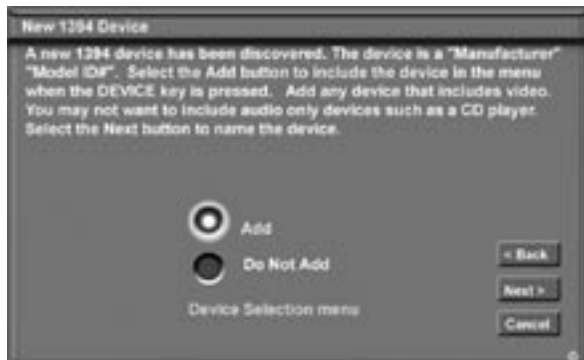 New 1394 Device
A new 1394 device has been discovered. The device is a "Manufacturer"
"Model ID#". Select the Add button to include the device in the menu
when the DEVICE key is pressed. Add any device that includes video.
You may not want to include audio only devices such as a CD player.
Select the Next button to name the device.
Add
Do Not Add
Device Selection menu
< Back
Next >
Cancel